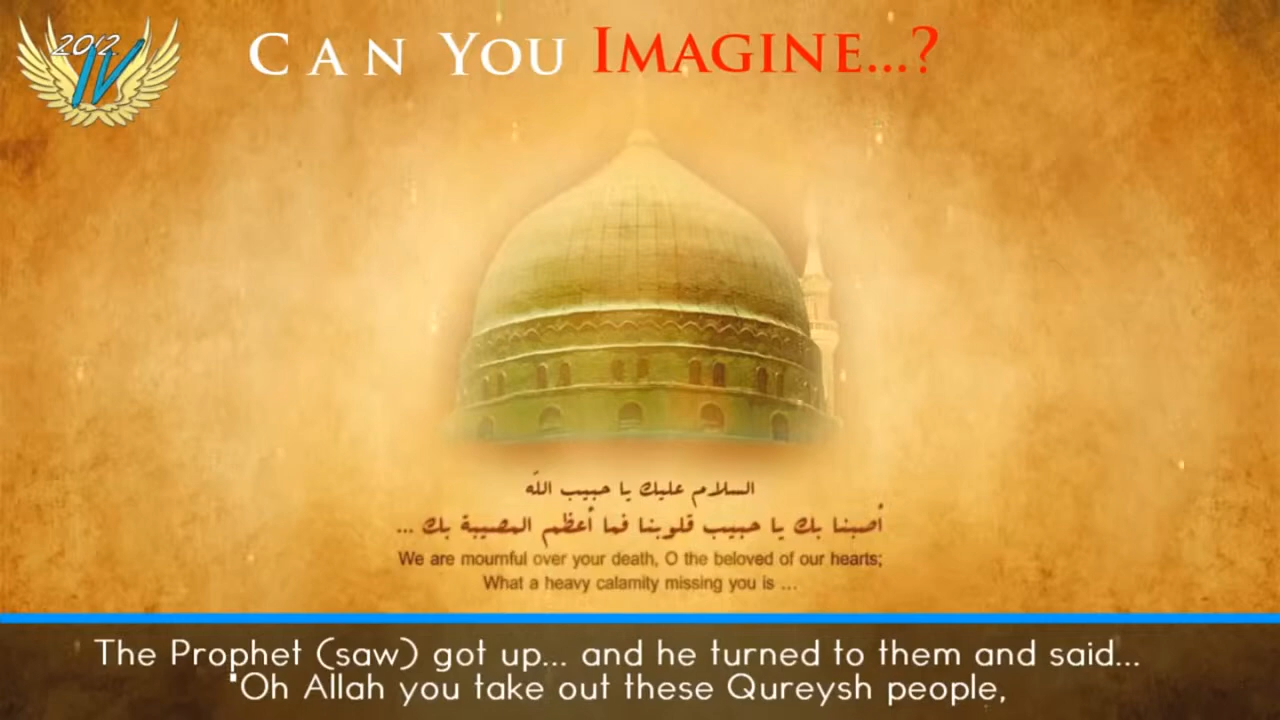 2012
IV
CAN YOU IMAGINE...?
السلام عليك يا حبيب الله
أصبنا بك يا حبيب قلوبنا فما أعظم المصيبة بك ...
We are mournful over your death, O the beloved of our hearts;
What a heavy calamity missing you is ...
The Prophet (saw) got up... and he turned to them and said...
"Oh Allah you take out these Qureysh people,